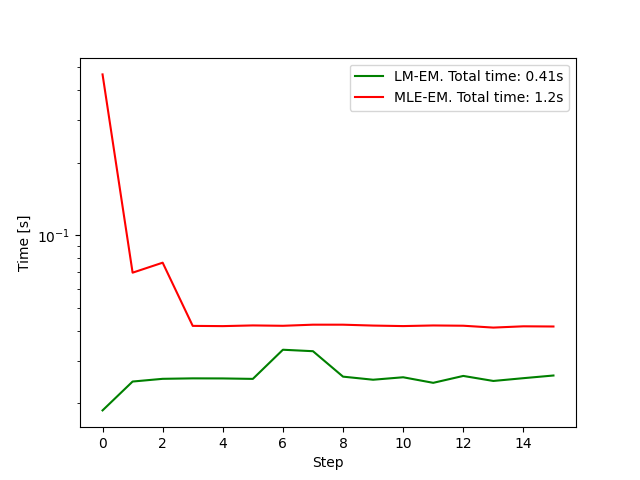 LM-EM. Total time: 0.41s
MLE-EM. Total time: 1.2s
Time [s]
10⁻¹
0 2 4 6 8 10 12 14
Step